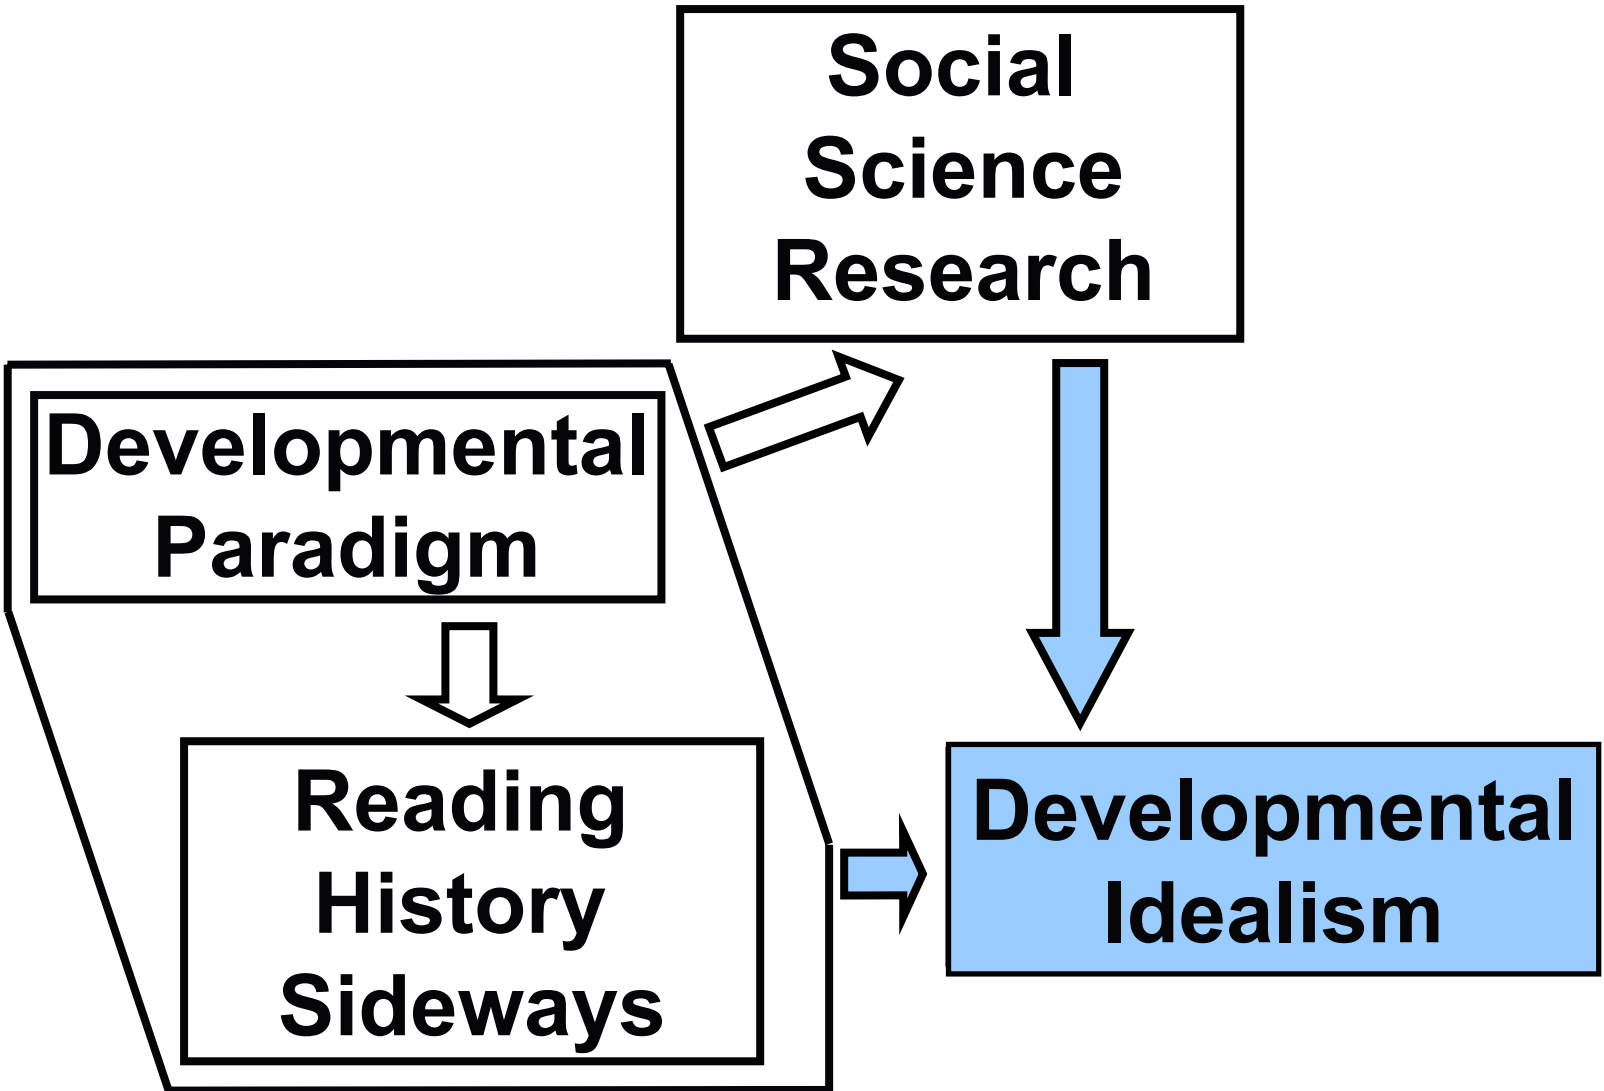 Social
Science
Research
Developmental
Paradigm
Reading
History
Sideways
Developmental
Idealism